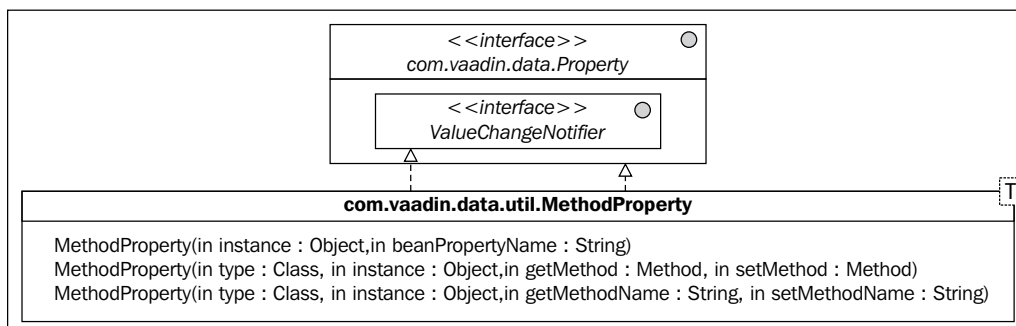 <<interface>>
com.vaadin.data.Property
<<interface>>
ValueChangeNotifier
T
com.vaadin.data.util.MethodProperty
MethodProperty(in instance : Object,in beanPropertyName : String)
MethodProperty(in type : Class, in instance : Object,in getMethod : Method, in setMethod : Method)
MethodProperty(in type : Class, in instance : Object,in getMethodName : String, in setMethodName : String)